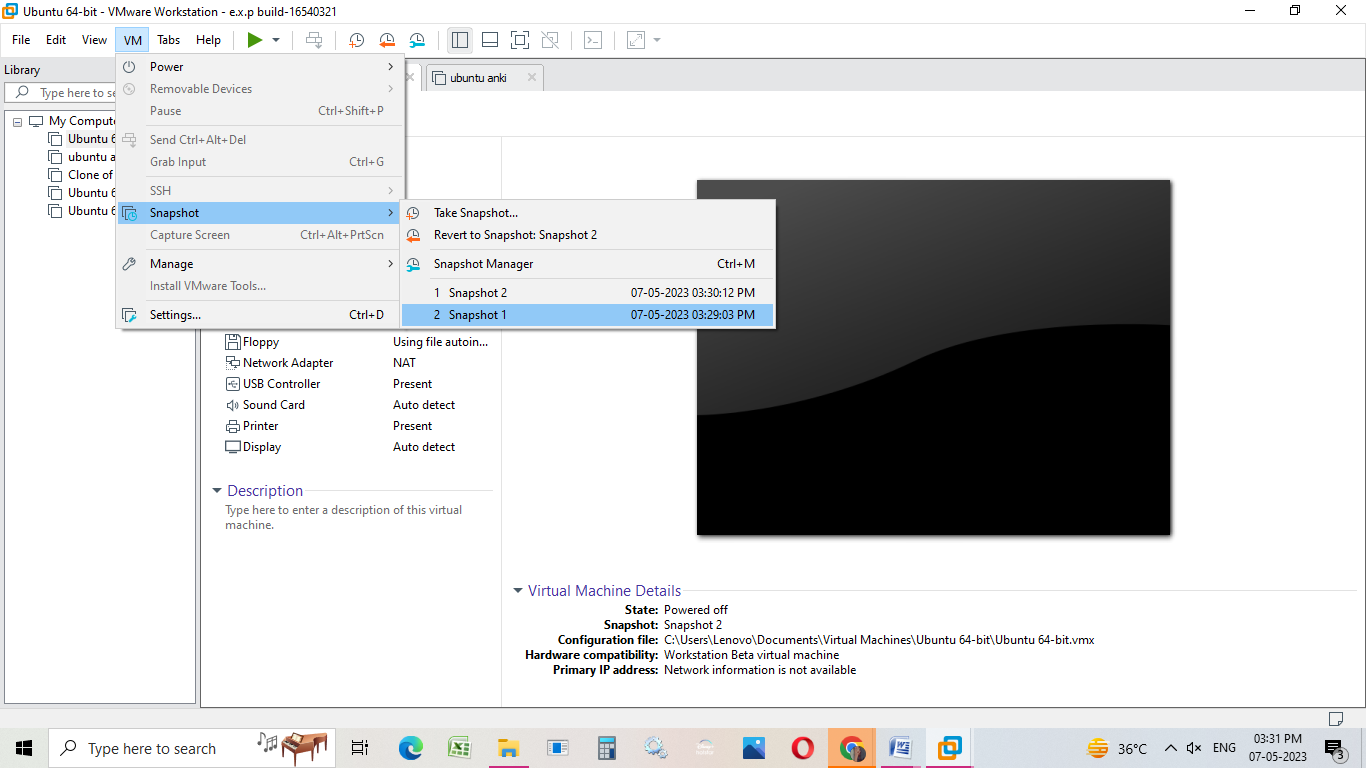 Ubuntu 64-bit - VMware Workstation - e.x.p build-16540321
File Edit View VM Tabs Help
Library
Type here to se
My Compute
Ubuntu 6
ubuntu a
Clone of
Ubuntu 6
Ubuntu 6
ubuntu anki
Power
Removable Devices
Pause Ctrl+Shift+P
Send Ctrl+Alt+Del
Grab Input Ctrl+G
SSH
Snapshot
Capture Screen Ctrl+Alt+PrtScn
Manage
Install VMware Tools...
Settings... Ctrl+D
Take Snapshot...
Revert to Snapshot: Snapshot 2
Snapshot Manager Ctrl+M
1 Snapshot 2 07-05-2023 03:30:12 PM
2 Snapshot 1 07-05-2023 03:29:03 PM
Floppy Using file autoin...
Network Adapter NAT
USB Controller Present
Sound Card Auto detect
Printer Present
Display Auto detect
Description
Type here to enter a description of this virtual
machine.
Virtual Machine Details
State: Powered off
Snapshot: Snapshot 2
Configuration file: C:\Users\Lenovo\Documents\Virtual Machines\Ubuntu 64-bit\Ubuntu 64-bit.vmx
Hardware compatibility: Workstation Beta virtual machine
Primary IP address: Network information is not available
Type here to search
36°C
ENG
03:31 PM
07-05-2023
3